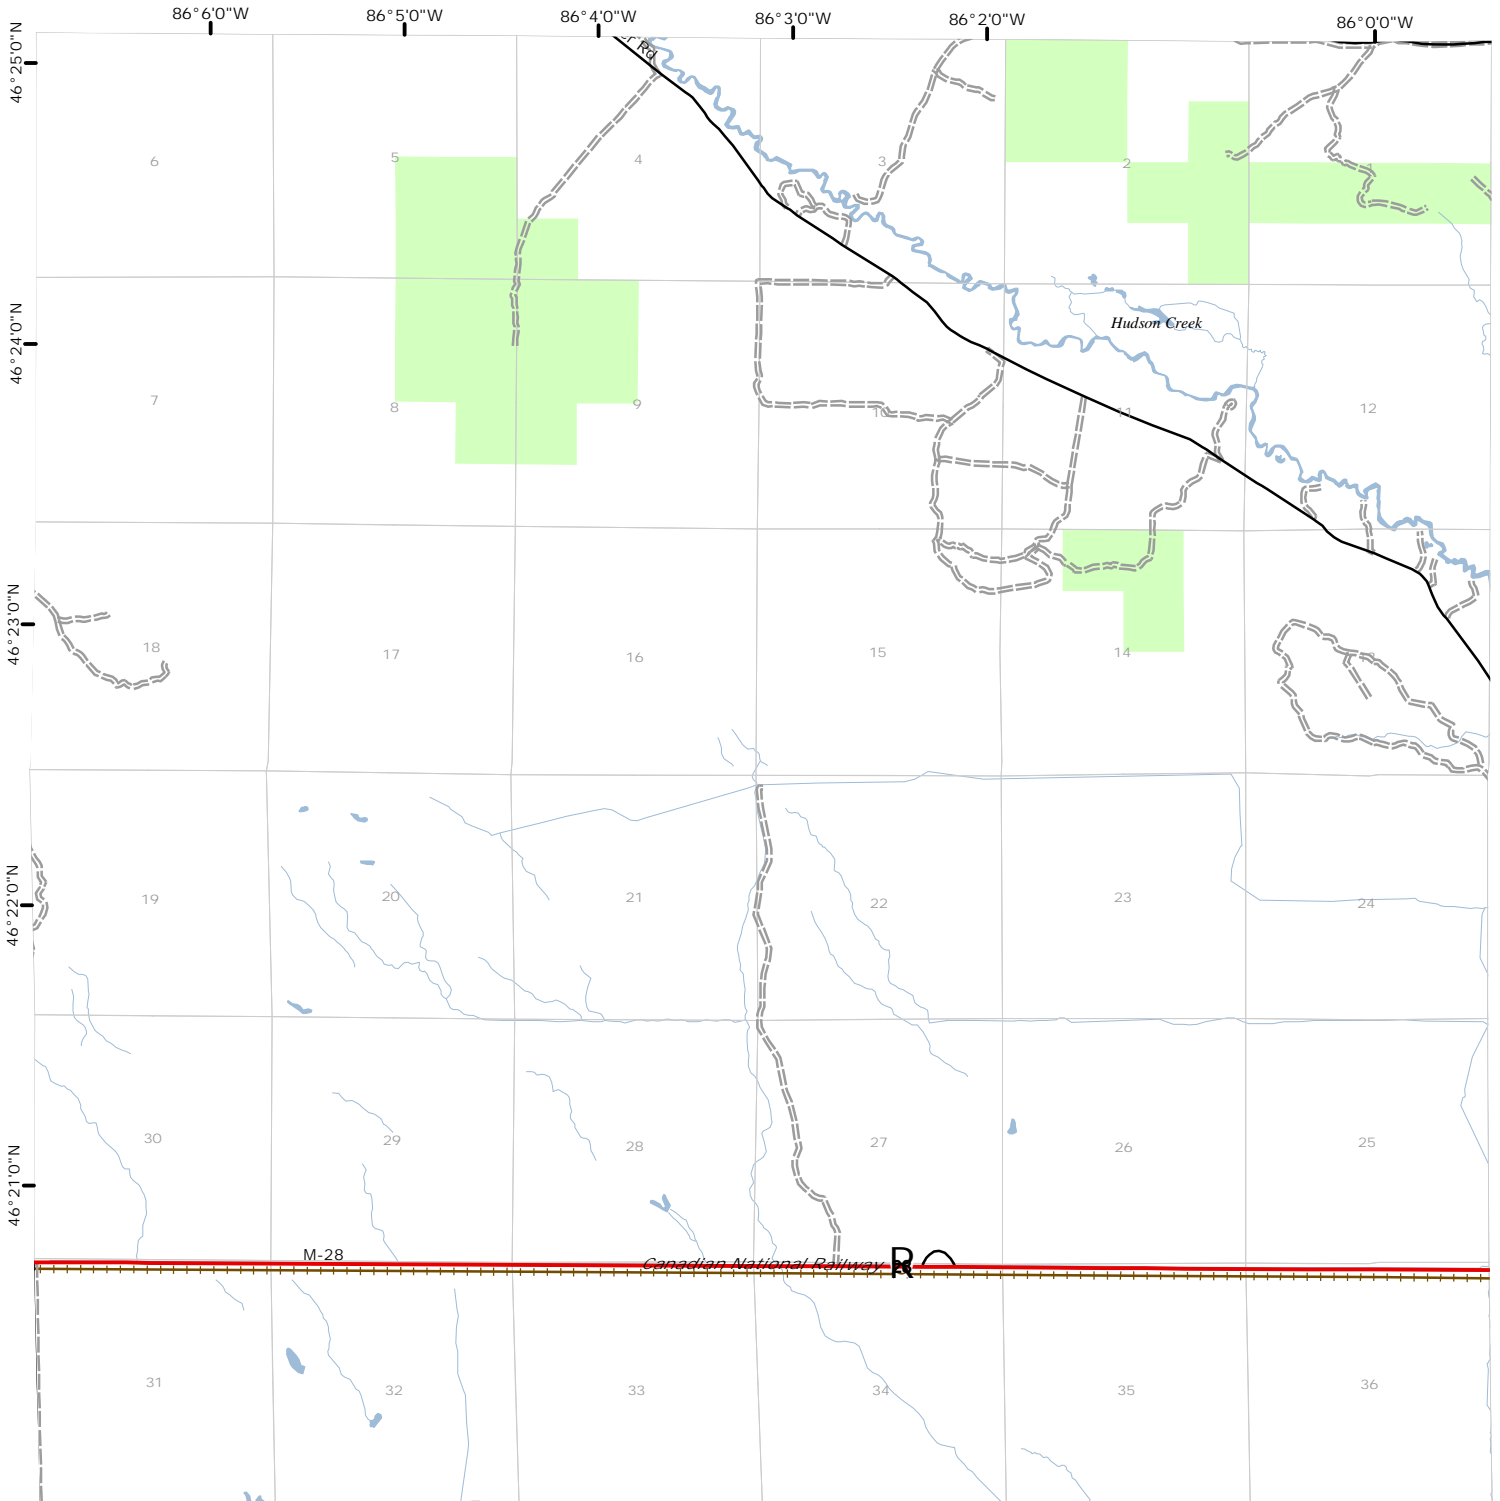 86°6'0"W 86°5'0"W 86°4'0"W 86°3'0"W 86°2'0"W 86°0'0"W
46°25'0"N
er Rd
6 5 4 3 2 1
46°24'0"N
Hudson Creek
7 8 9 10 11 12
46°23'0"N
18 17 16 15 14 13
46°22'0"N
19 20 21 22 23 24
30 29 28 27 26 25
46°21'0"N
M-28
Canadian National Railway
31 32 33 34 35 36